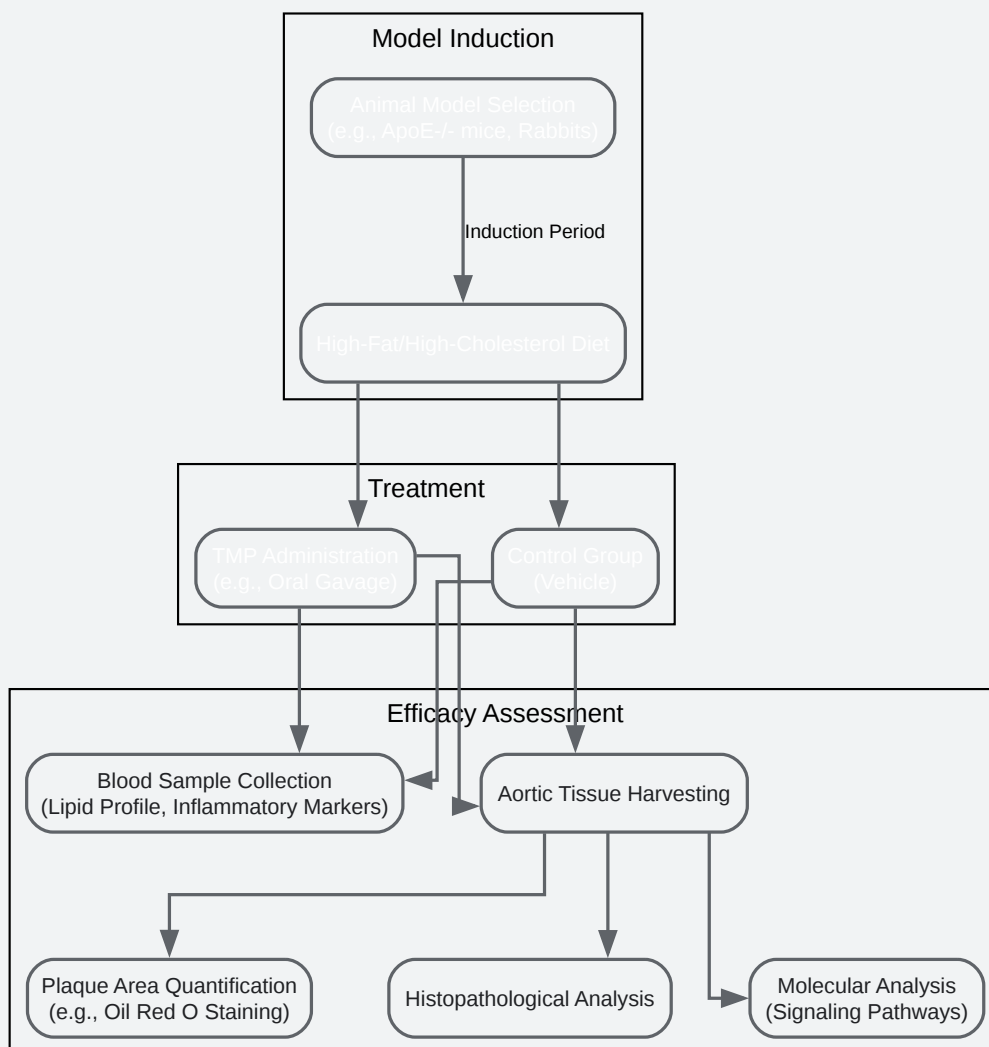 Model Induction
Animal Model Selection
(e.g., ApoE-/- mice, Rabbits)
Induction Period
High-Fat/High-Cholesterol Diet
Treatment
TMP Administration
(e.g., Oral Gavage)
Control Group
(Vehicle)
Efficacy Assessment
Blood Sample Collection
(Lipid Profile, Inflammatory Markers)
Aortic Tissue Harvesting
Plaque Area Quantification
(e.g., Oil Red O Staining)
Histopathological Analysis
Molecular Analysis
(Signaling Pathways)